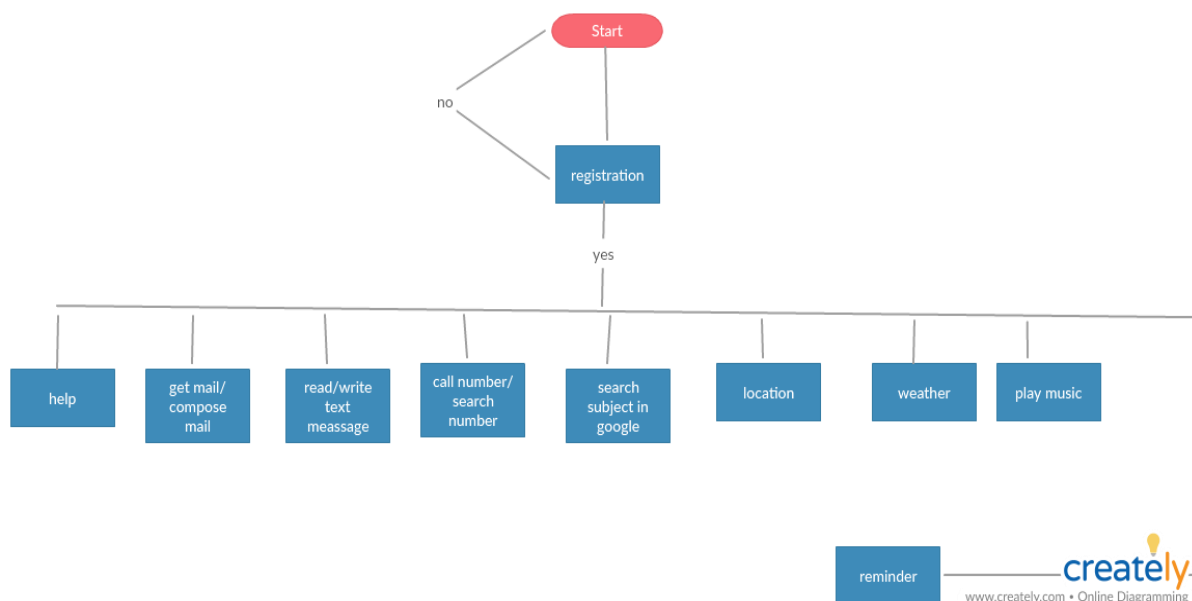 Start
no
registration
yes
help
get mail/
compose
mail
read/write
text
meassage
call number/
search
number
search
subject in
google
location
weather
play music
reminder
creately
www.creately.com • Online Diagramming